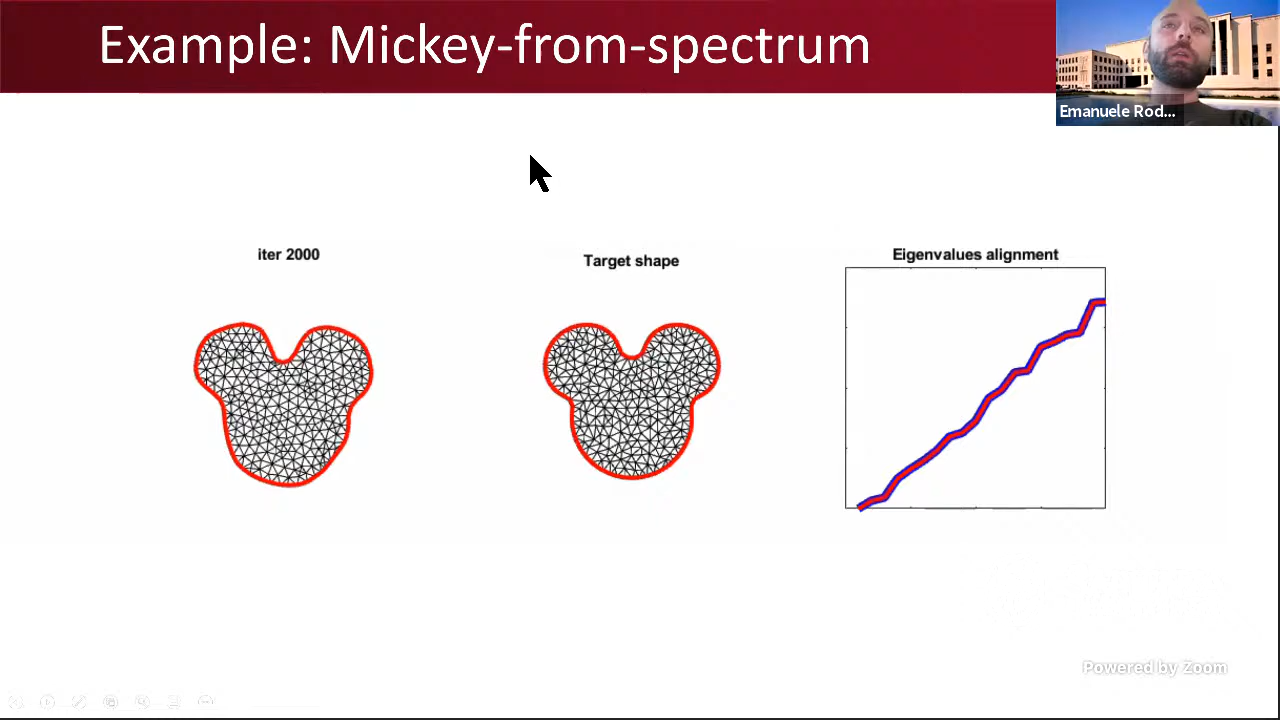 Example: Mickey-from-spectrum
Emanuele Rod...
iter 2000
Target shape
Eigenvalues alignment
Powered by Zoom